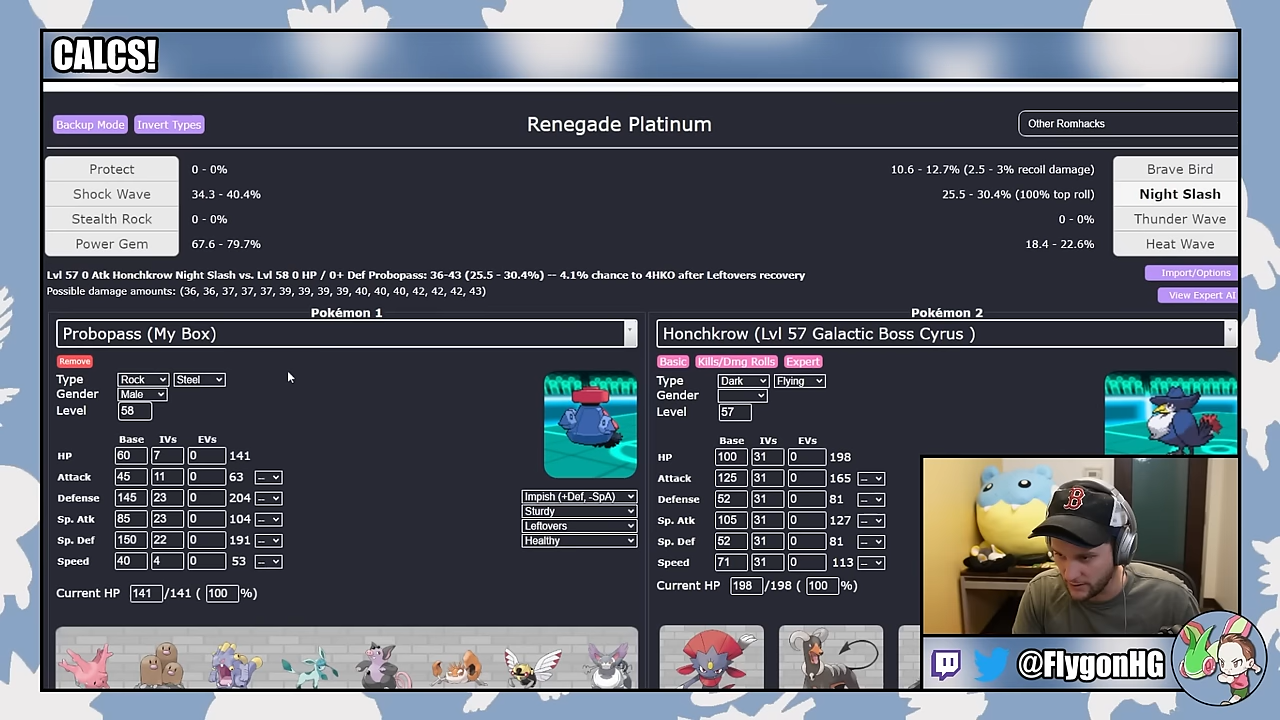 CALCS!
Backup Mode Invert Types Renegade Platinum Other Romhacks
Protect 0 - 0% 10.6 - 12.7% (2.5 - 3% recoil damage) Brave Bird
Shock Wave 34.3 - 40.4% 25.5 - 30.4% (100% top roll) Night Slash
Stealth Rock 0 - 0% 0 - 0% Thunder Wave
Power Gem 67.6 - 79.7% 18.4 - 22.6% Heat Wave
Lvl 57 0 Atk Honchkrow Night Slash vs. Lvl 58 0 HP / 0+ Def Probopass: 36-43 (25.5 - 30.4%) -- 4.1% chance to 4HKO after Leftovers recovery
Import/Options
Possible damage amounts: (36, 36, 37, 37, 37, 39, 39, 39, 39, 40, 40, 40, 42, 42, 42, 43)
View Expert AI
Pokémon 1 Pokémon 2
Probopass (My Box) Honchkrow (Lvl 57 Galactic Boss Cyrus )
Remove Basic Kills/Dmg Rolls Expert
Type Rock Steel Type Dark Flying
Gender Male Gender
Level 58 Level 57
Base IVs EVs Base IVs EVs
HP 60 7 0 141 HP 100 31 0 198
Attack 45 11 0 63 -- Attack 125 31 0 165 --
Defense 145 23 0 204 -- Impish (+Def, -SpA) Defense 52 31 0 81 --
Sp. Atk 85 23 0 104 -- Sturdy Sp. Atk 105 31 0 127 --
Leftovers
Sp. Def 150 22 0 191 -- Healthy Sp. Def 52 31 0 81 --
Speed 40 4 0 53 -- Speed 71 31 0 113 --
Current HP 141 /141 ( 100 %) Current HP 198 /198 ( 100 %)
B
@FlygonHG